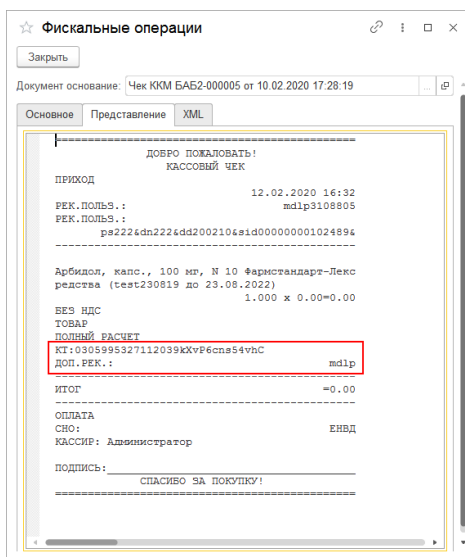 Фискальные операции
Закрыть
Документ основание: Чек ККМ БАБ2-000005 от 10.02.2020 17:28:19
Основное Представление XML
ДОБРО ПОЖАЛОВАТЬ!
КАССОВЫЙ ЧЕК
ПРИХОД
12.02.2020 16:32
РЕК.ПОЛЬЗ.: mdlp3108805
РЕК.ПОЛЬЗ.:
ps222&dn222&dd200210&sid00000000102489&
Арбидол, капс., 100 мг, N 10 Фармстандарт-Лекс
редства (test230819 до 23.08.2022)
1.000 x 0.00=0.00
БЕЗ НДС
ТОВАР
ПОЛНЫЙ РАСЧЕТ
КТ:0305995327112039kXvP6cns54vhC
ДОП.РЕК.: mdlp
ИТОГ =0.00
ОПЛАТА
СНО: ЕНВД
КАССИР: Администратор
ПОДПИСЬ:
СПАСИБО ЗА ПОКУПКУ!